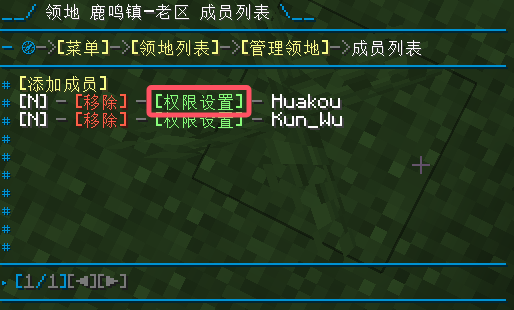 __/ 领地 鹿鸣镇-老区 成员列表 \__
->[菜单]->[领地列表]->[管理领地]->成员列表
# [添加成员]
# [N] - [移除] - [权限设置] - Huakou
# [N] - [移除] - [权限设置] - Kun_Wu
#
#
#
#
#
#
▸ [1/1][◀][▶]